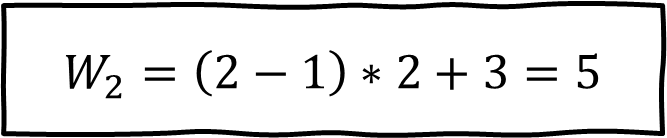 W₂ = (2 − 1) ∗ 2 + 3 = 5